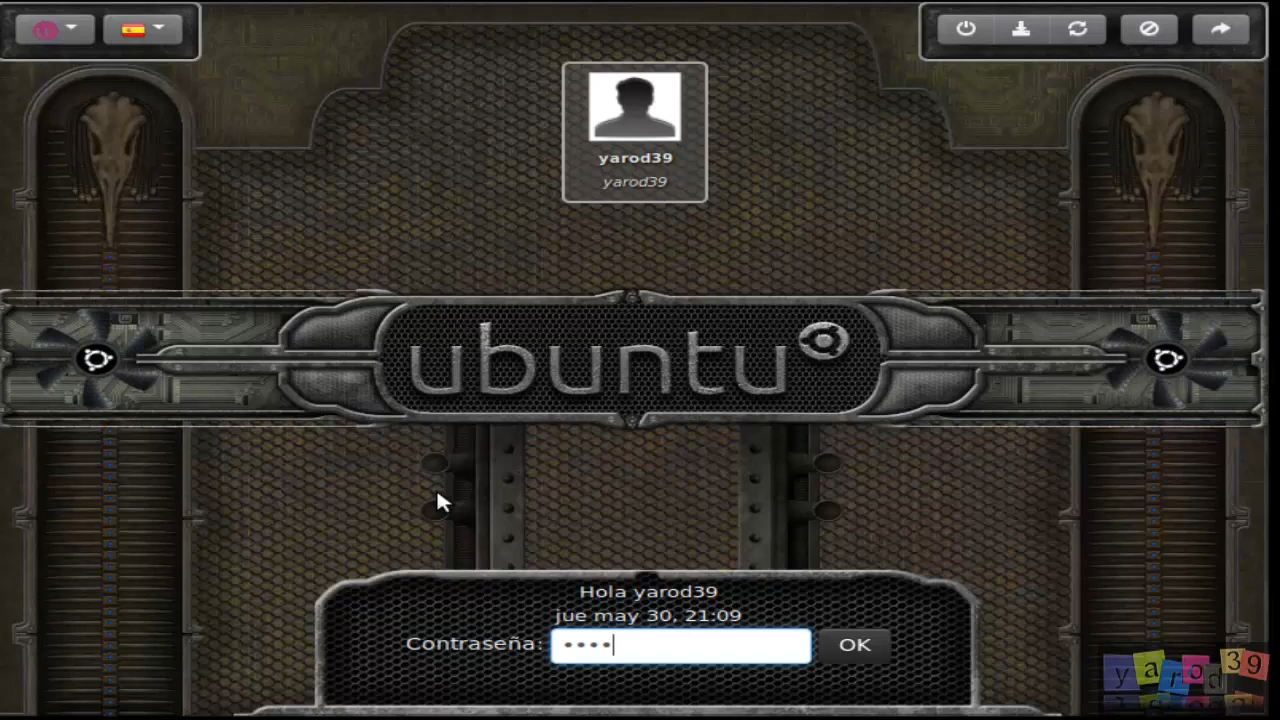 yarod39
yarod39
ubuntu
Hola yarod39
jue may 30, 21:09
Contraseña: ••••
OK
yarod39